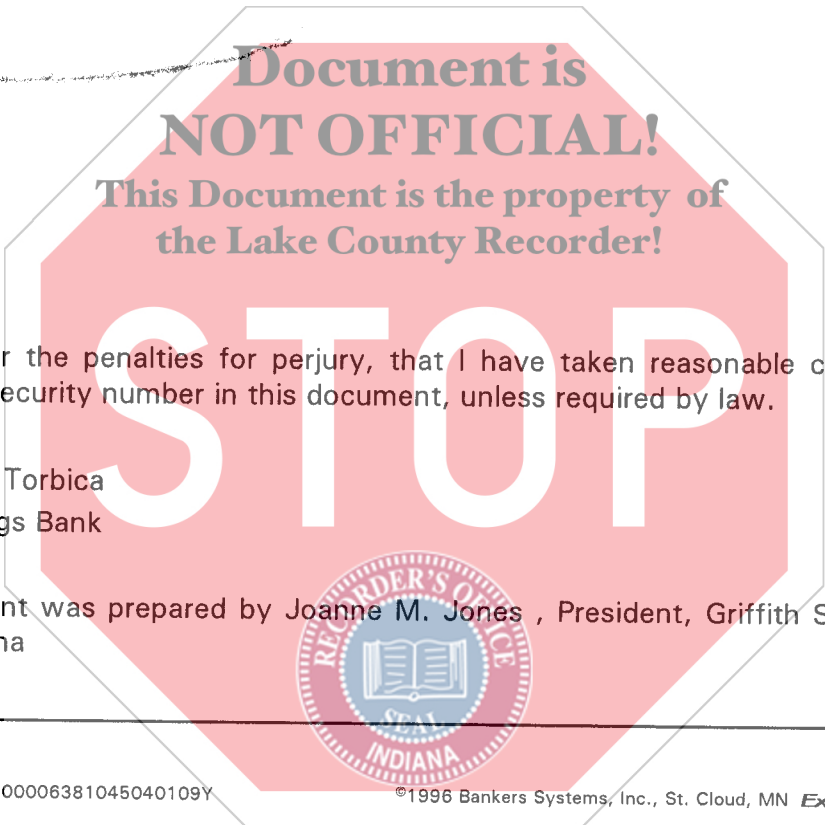 Document is
NOT OFFICIAL!
This Document is the property of
the Lake County Recorder!
STOP
r the penalties for perjury, that I have taken reasonable c
ecurity number in this document, unless required by law.
Torbica
gs Bank
nt was prepared by Joanne M. Jones , President, Griffith S
na
RECORDER'S OFFICE
SEAL
INDIANA
00006381045040109Y
©1996 Bankers Systems, Inc., St. Cloud, MN Ex